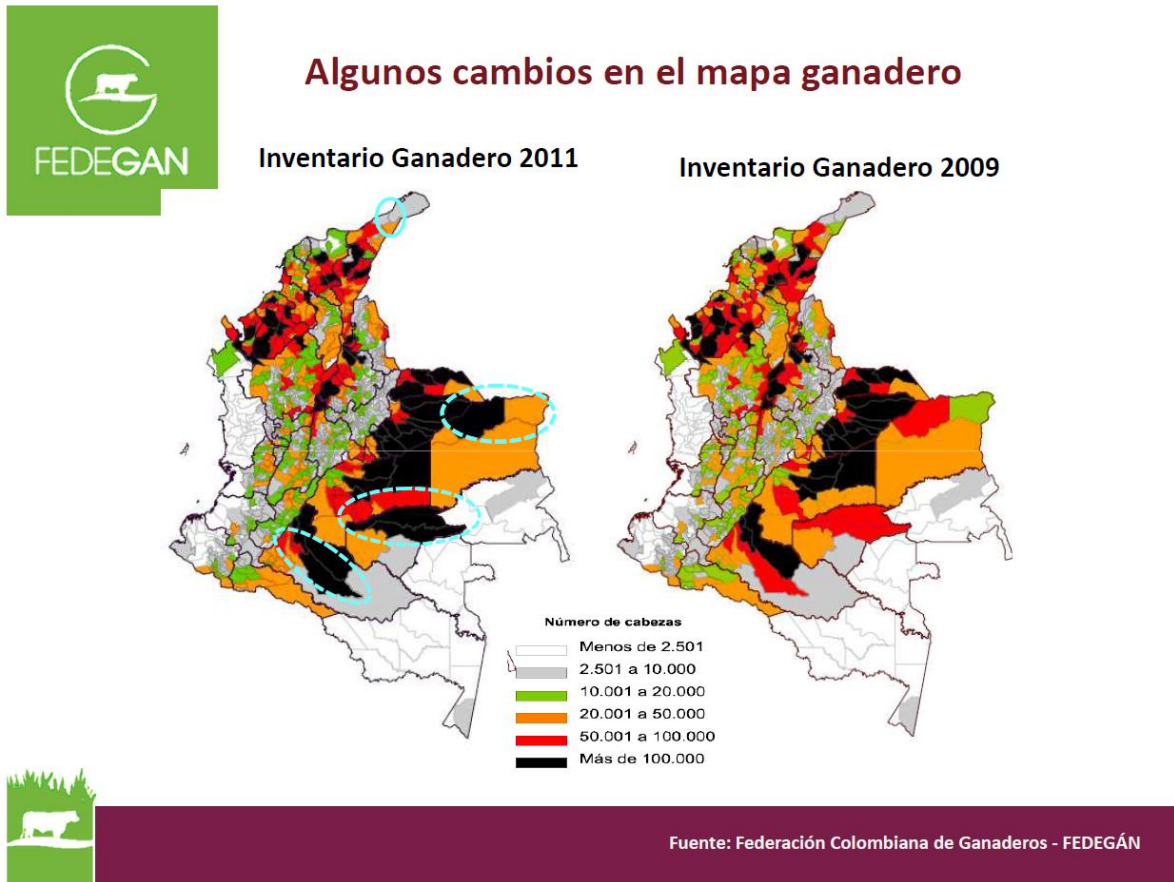 FEDEGAN
Algunos cambios en el mapa ganadero
Inventario Ganadero 2011
Inventario Ganadero 2009
Número de cabezas
Menos de 2.501
2.501 a 10.000
10.001 a 20.000
20.001 a 50.000
50.001 a 100.000
Más de 100.000
Fuente: Federación Colombiana de Ganaderos - FEDEGÁN